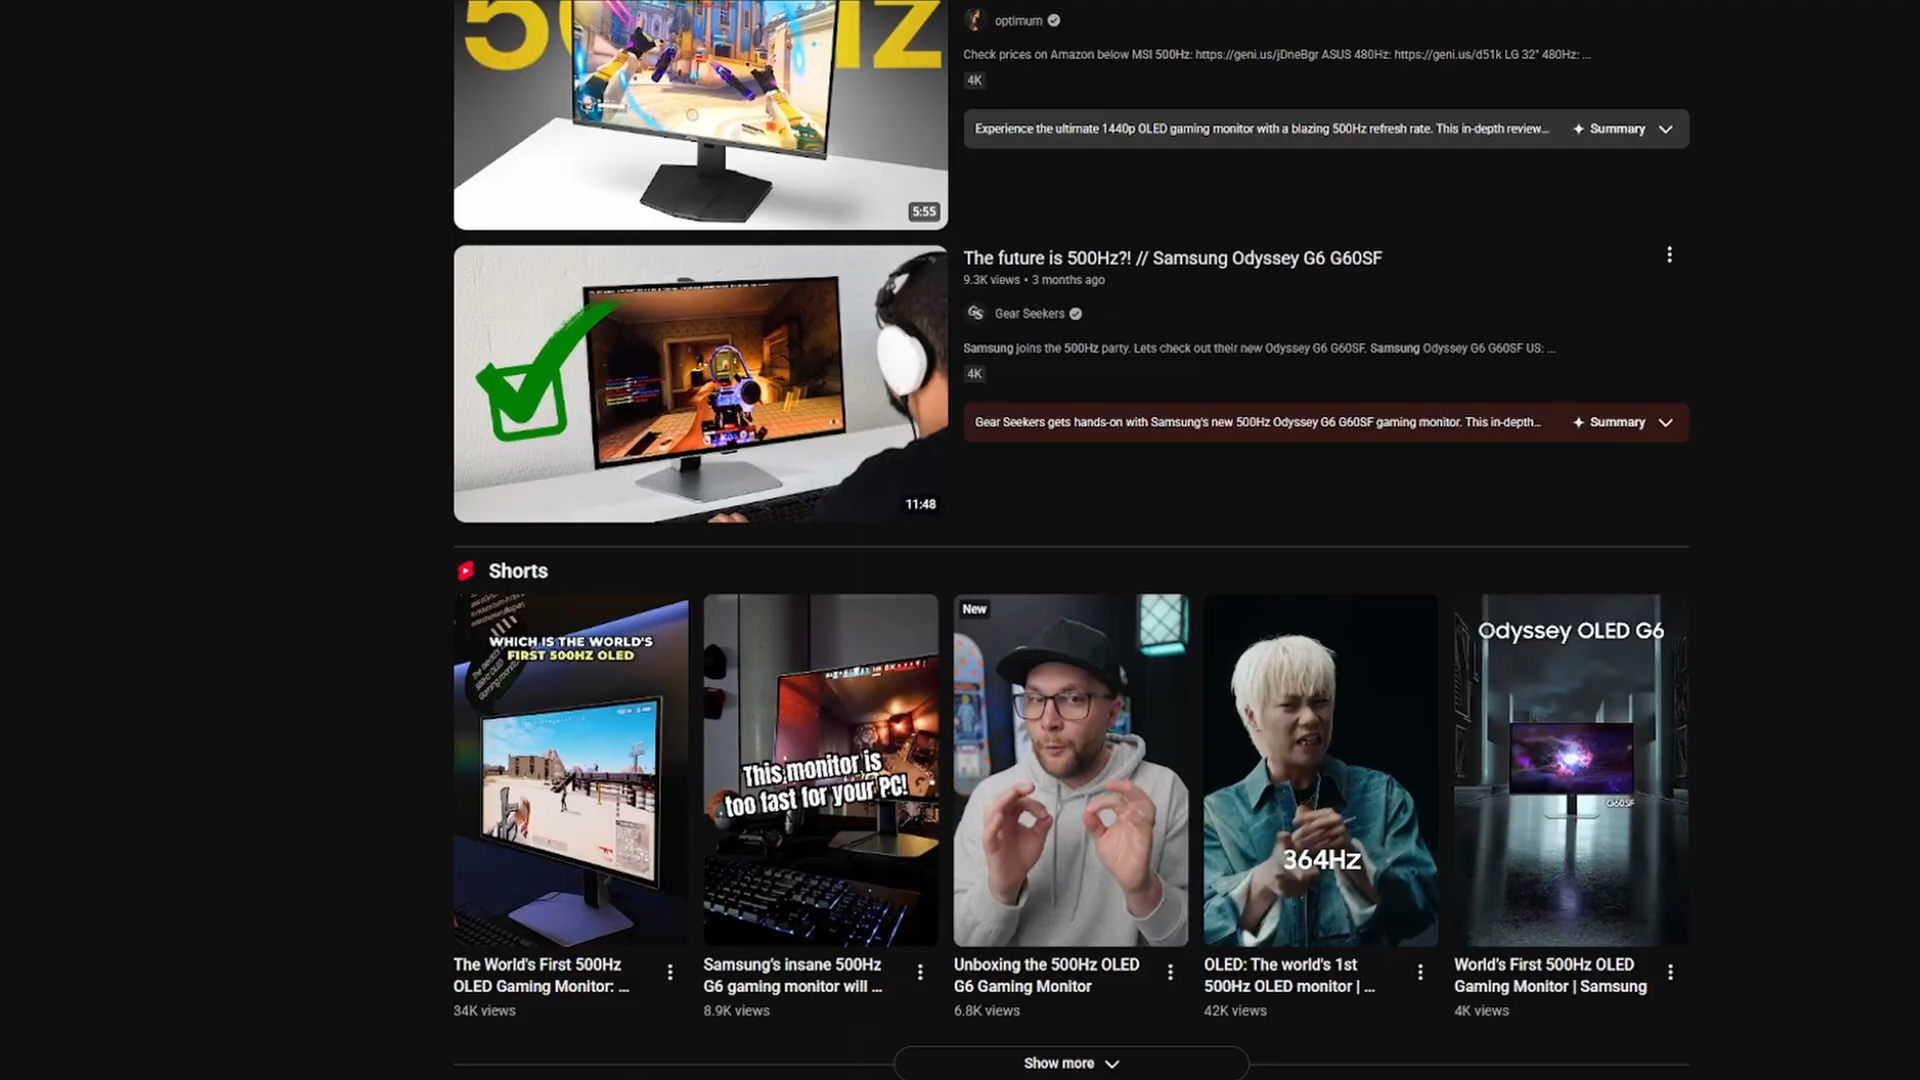 50Hz
optimum
Check prices on Amazon below MSI 500Hz: https://geni.us/jDneBgr ASUS 480Hz: https://geni.us/d51k LG 32" 480Hz: ...
4K
Experience the ultimate 1440p OLED gaming monitor with a blazing 500Hz refresh rate. This in-depth review...
Summary
5:55
The future is 500Hz?! // Samsung Odyssey G6 G60SF
9.3K views • 3 months ago
GS
Gear Seekers
Samsung joins the 500Hz party. Lets check out their new Odyssey G6 G60SF. Samsung Odyssey G6 G60SF US: ...
4K
Gear Seekers gets hands-on with Samsung's new 500Hz Odyssey G6 G60SF gaming monitor. This in-depth...
Summary
11:48
Shorts
WHICH IS THE WORLD'S
FIRST 500HZ OLED
This monitor is
too fast for your PC!
New
364Hz
Odyssey OLED G6
G60SF
The World's First 500Hz
OLED Gaming Monitor: ...
34K views
Samsung's insane 500Hz
G6 gaming monitor will ...
8.9K views
Unboxing the 500Hz OLED
G6 Gaming Monitor
6.8K views
OLED: The world's 1st
500Hz OLED monitor | ...
42K views
World's First 500Hz OLED
Gaming Monitor | Samsung
4K views
Show more